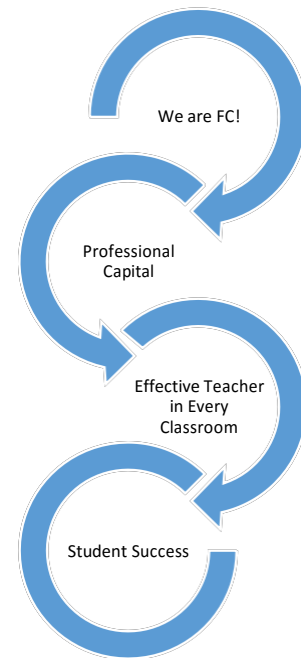 We are FC!
Professional
Capital
Effective Teacher
in Every
Classroom
Student Success